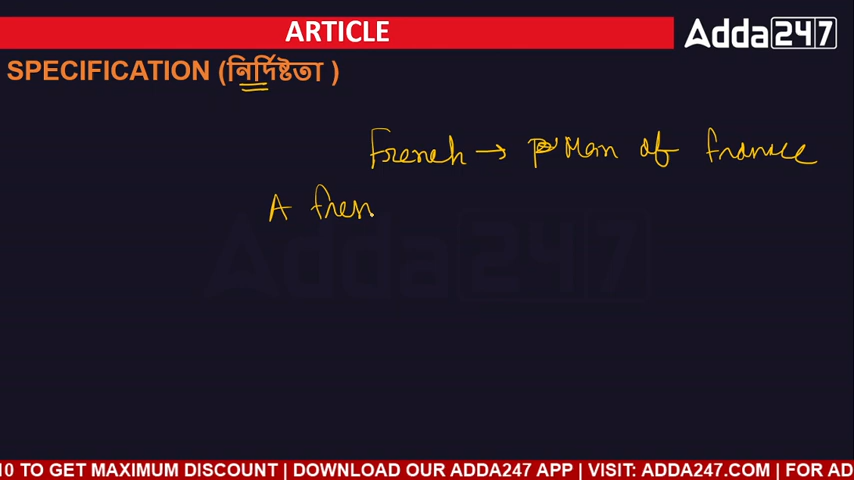 ARTICLE
Adda247
SPECIFICATION (নির্দিষ্টতা )
French → Man of france
A fren
Adda247
10 TO GET MAXIMUM DISCOUNT | DOWNLOAD OUR ADDA247 APP | VISIT: ADDA247.COM | FOR AD